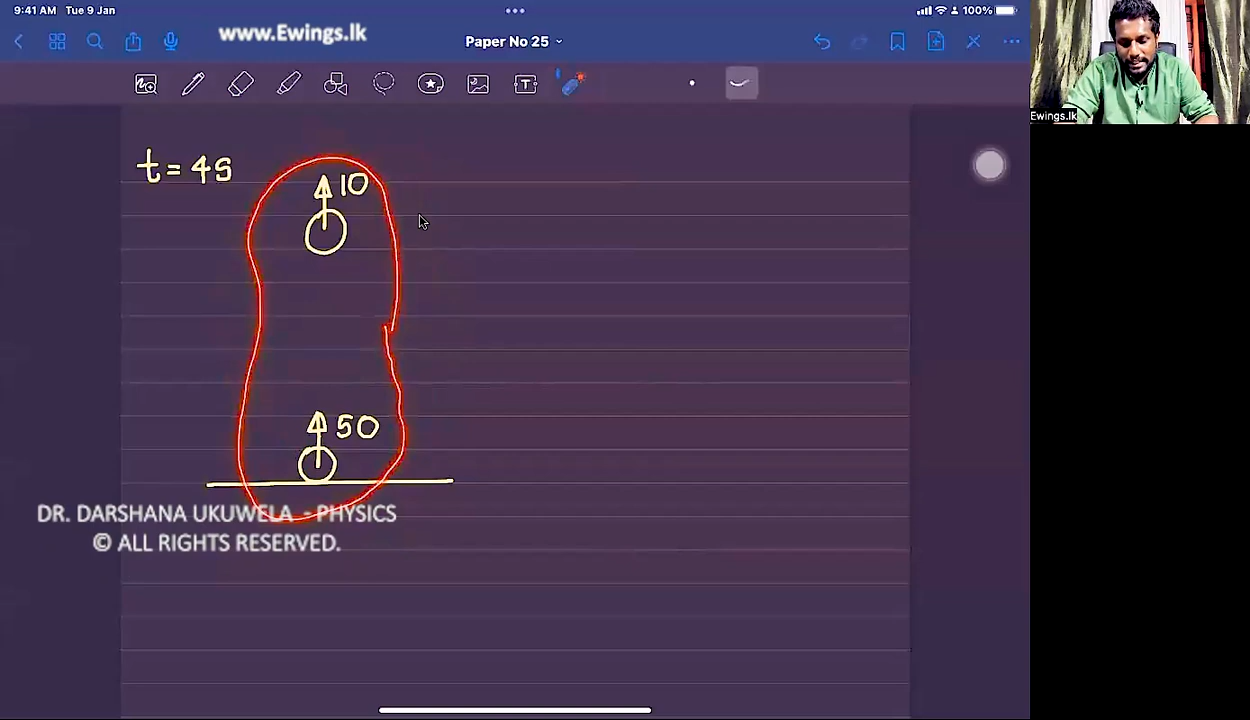 9:41 AM Tue 9 Jan
100%
www.Ewings.lk
Paper No 25
T
Ewings.lk
t = 4s
10
50
DR. DARSHANA UKUWELA - PHYSICS
© ALL RIGHTS RESERVED.